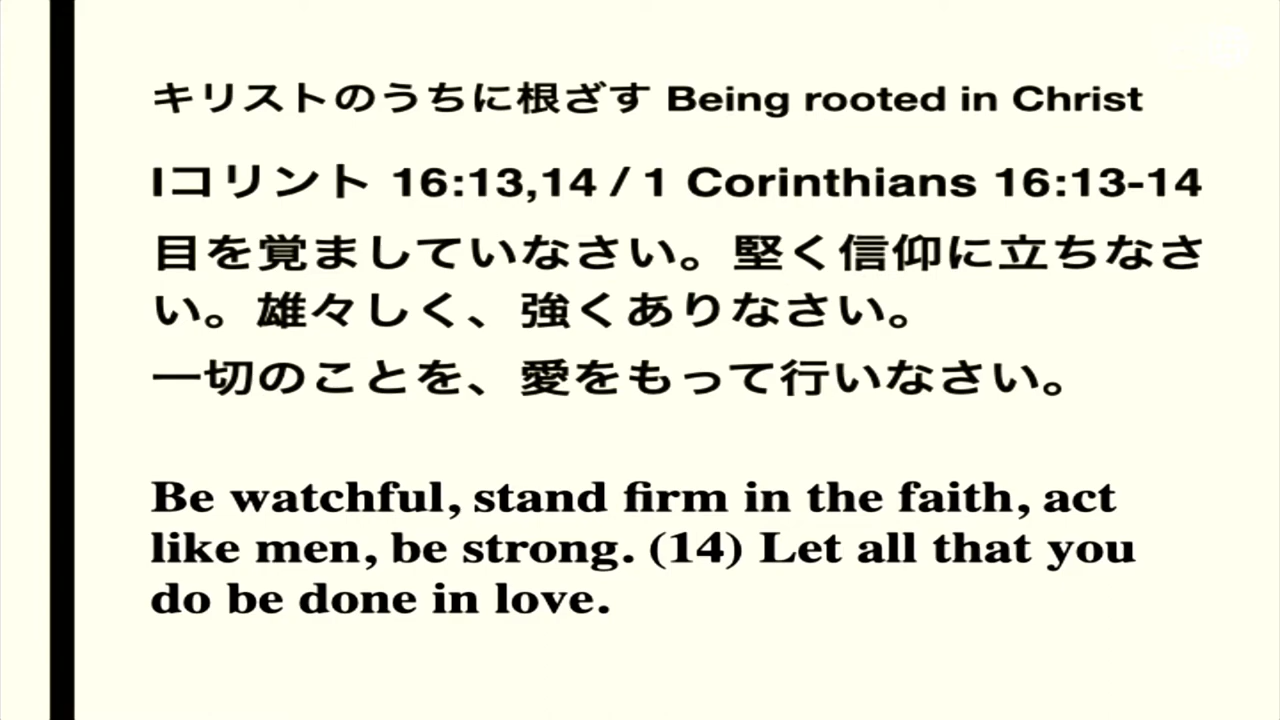 キリストのうちに根ざす Being rooted in Christ
Iコリント 16:13,14 / 1 Corinthians 16:13-14
目を覚ましていなさい。堅く信仰に立ちなさ
い。雄々しく、強くありなさい。
一切のことを、愛をもって行いなさい。
Be watchful, stand firm in the faith, act
like men, be strong. (14) Let all that you
do be done in love.